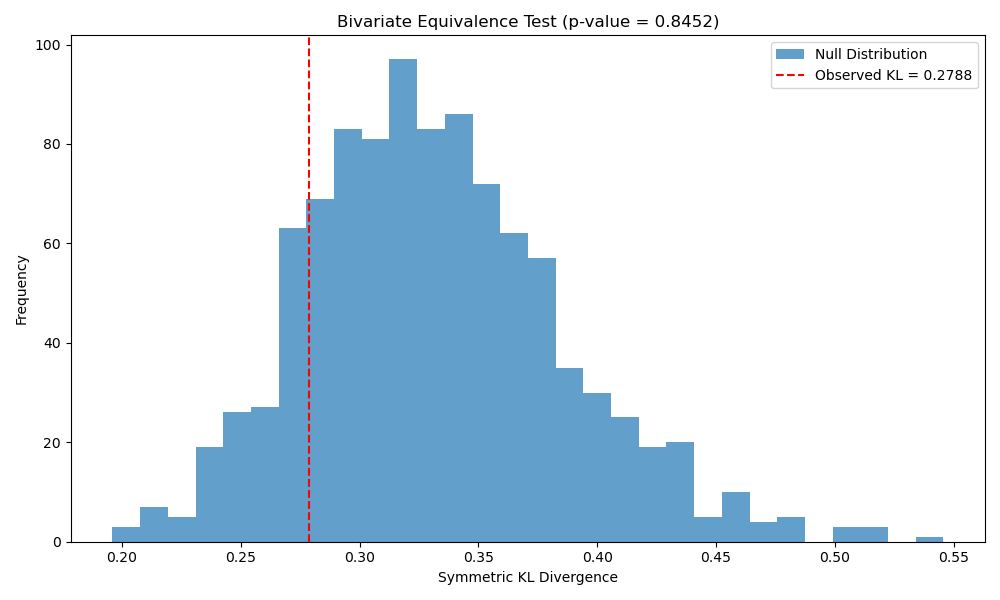 Bivariate Equivalence Test (p-value = 0.8452)
Null Distribution
Observed KL = 0.2788
Frequency
100
80
60
40
20
0
0.20 0.25 0.30 0.35 0.40 0.45 0.50 0.55
Symmetric KL Divergence